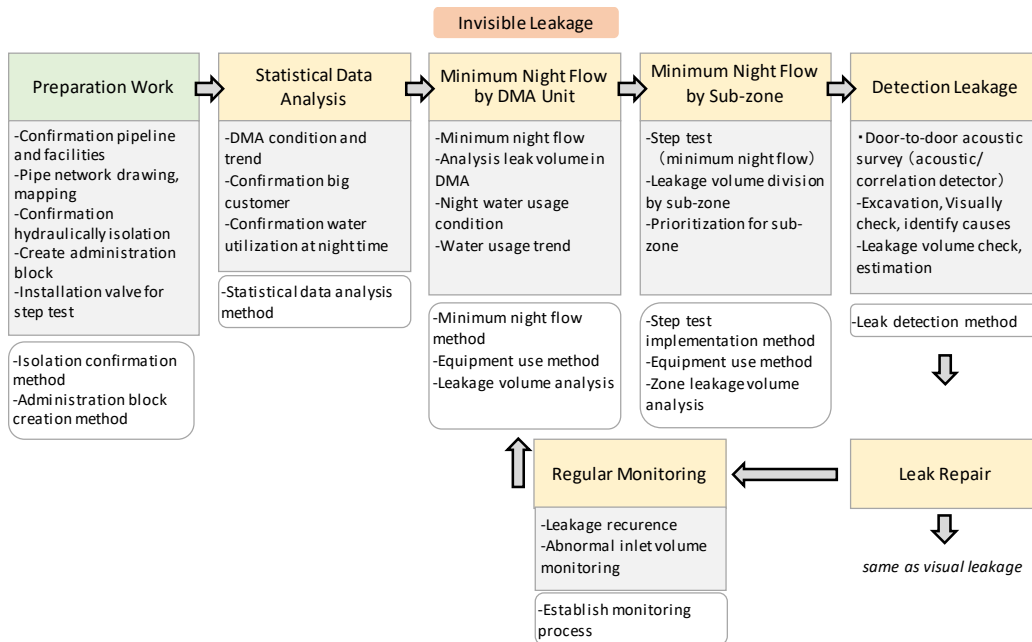 Invisible Leakage
Preparation Work
-Confirmation pipeline
and facilities
-Pipe network drawing,
mapping
-Confirmation
hydraulically isolation
-Create administration
block
-Installation valve for
step test
-Isolation confirmation
method
-Administration block
creation method
Statistical Data
Analysis
-DMA condition and
trend
-Confirmation big
customer
-Confirmation water
utilization at night time
-Statistical data analysis
method
Minimum Night Flow
by DMA Unit
-Minimum night flow
-Analysis leak volume in
DMA
-Night water usage
condition
-Water usage trend
-Minimum night flow
method
-Equipment use method
-Leakage volume analysis
Minimum Night Flow
by Sub-zone
-Step test
（minimum night flow）
-Leakage volume division
by sub-zone
-Prioritization for sub-
zone
-Step test
implementation method
-Equipment use method
-Zone leakage volume
analysis
Detection Leakage
・Door-to-door acoustic
survey（acoustic/
correlation detector）
-Excavation, Visually
check, identify causes
-Leakage volume check,
estimation
-Leak detection method
Leak Repair
same as visual leakage
Regular Monitoring
-Leakage recurence
-Abnormal inlet volume
monitoring
-Establish monitoring
process